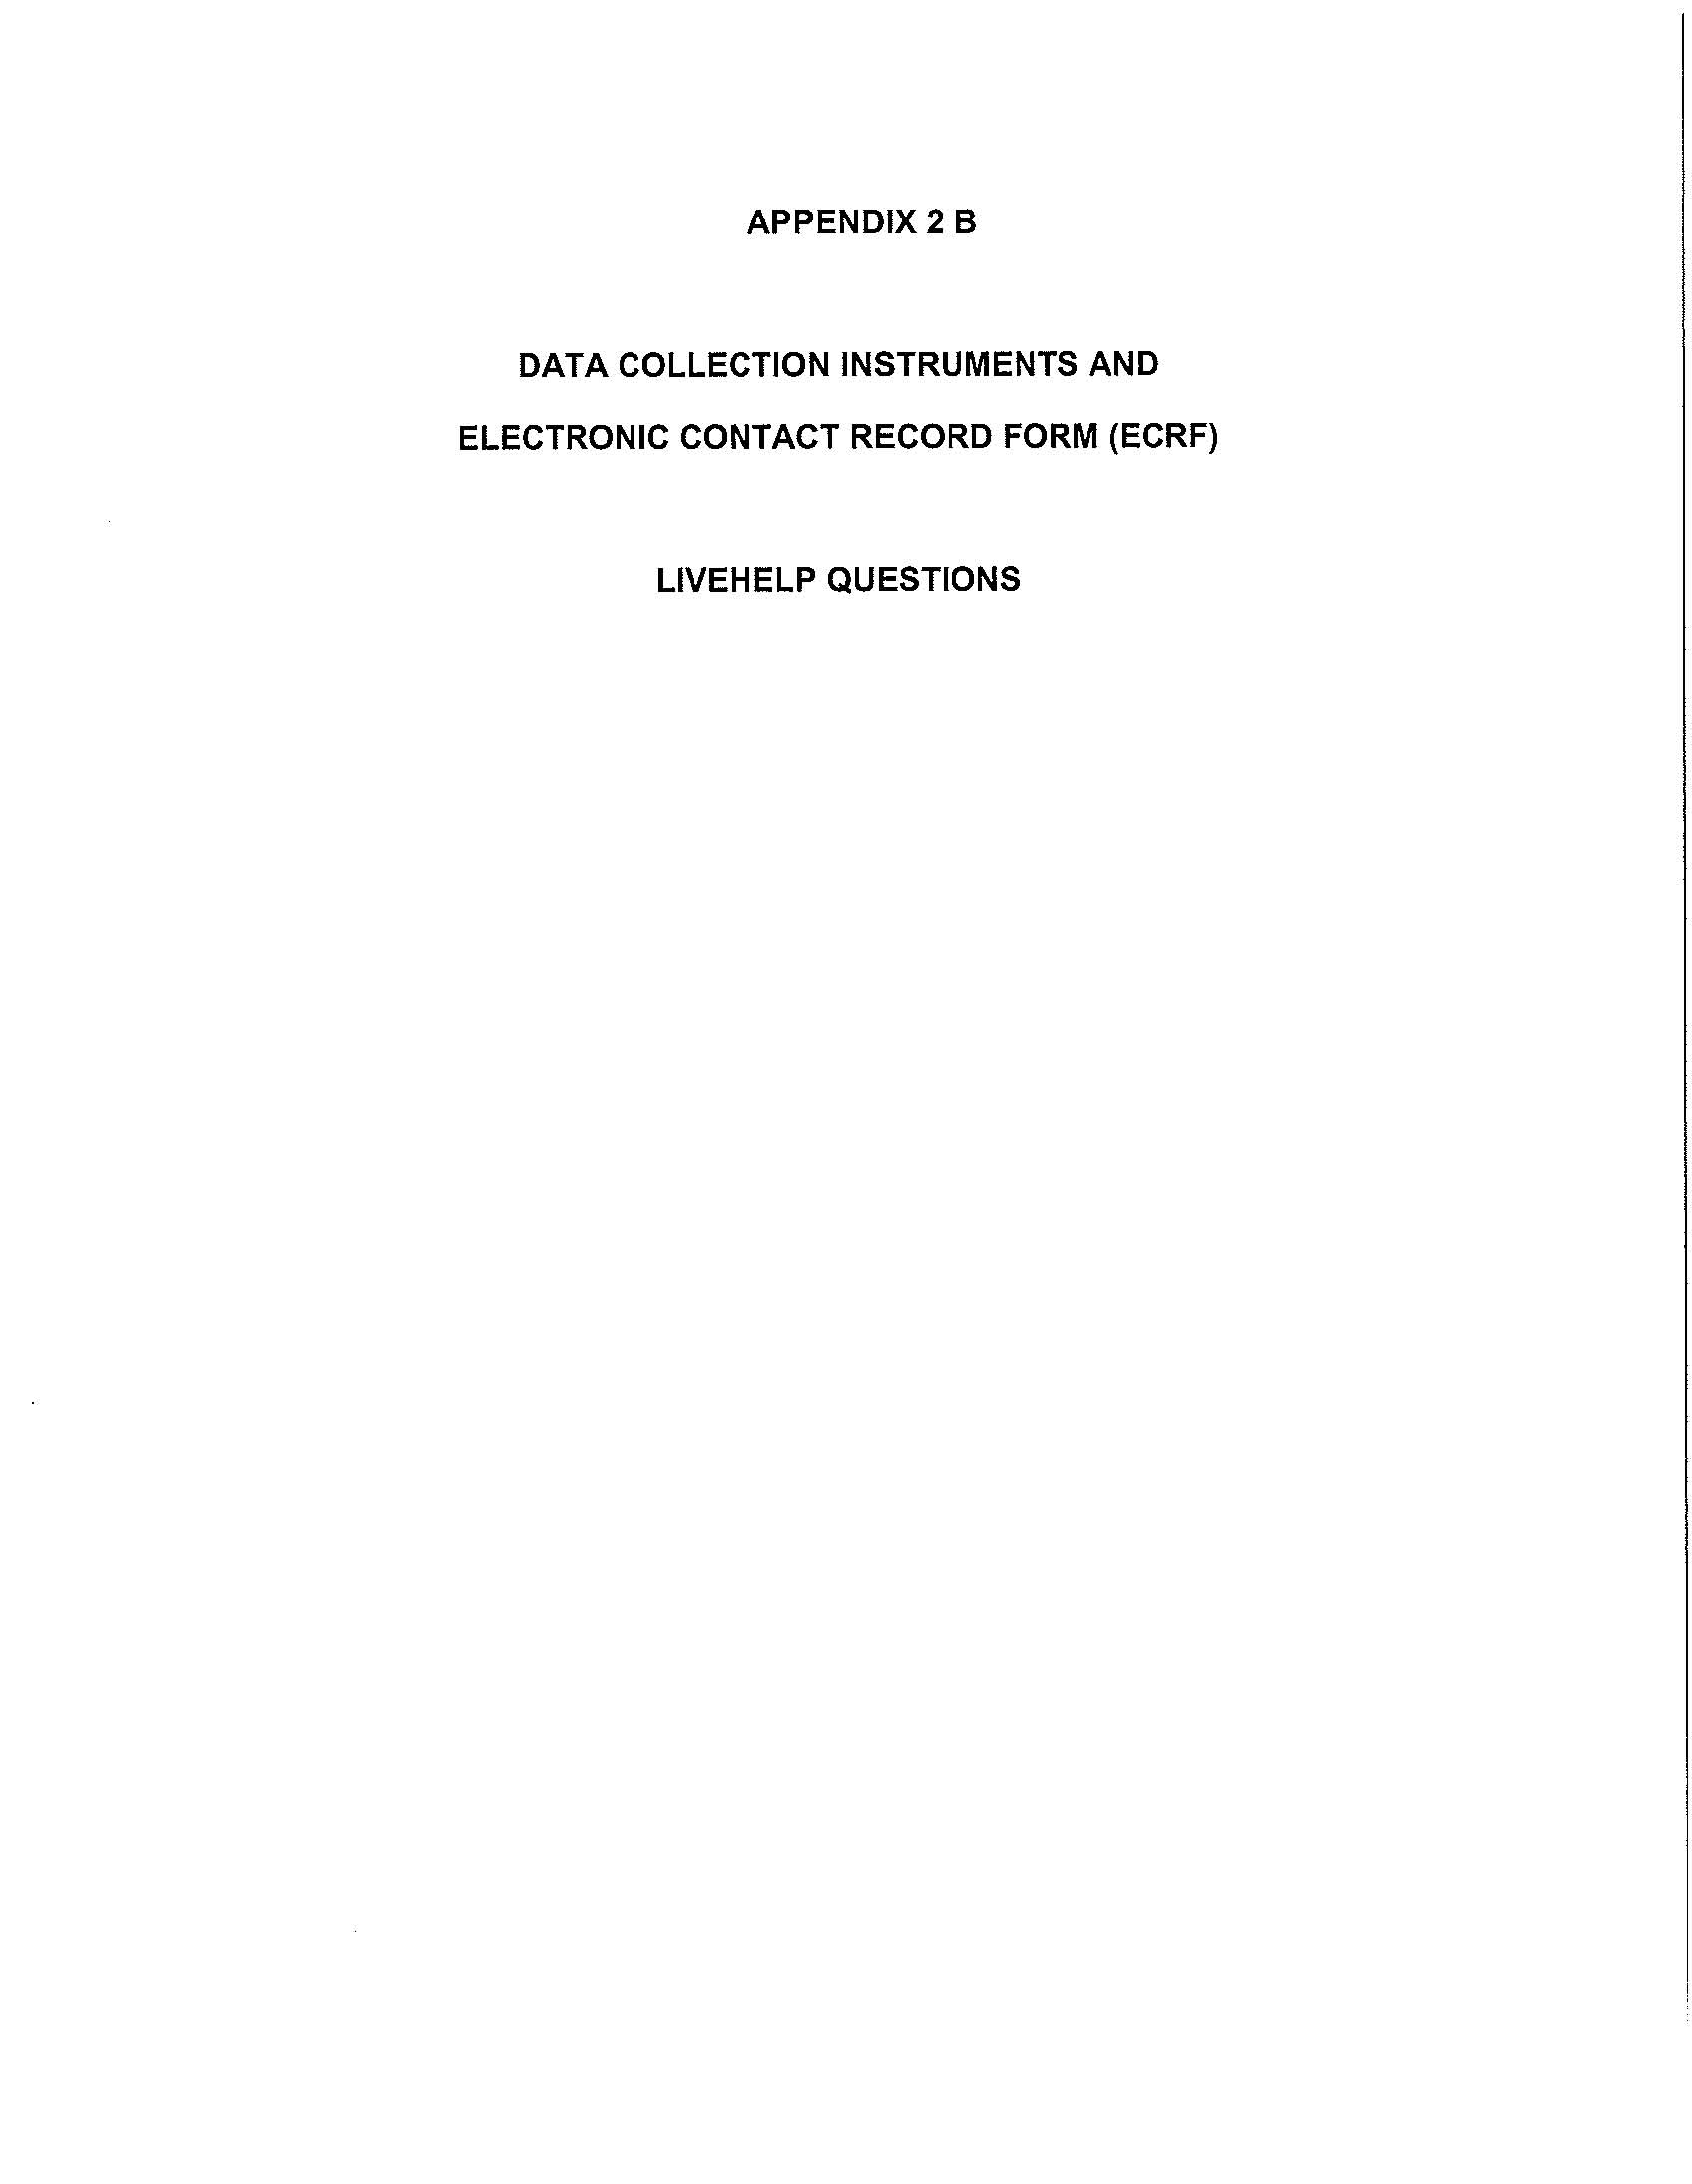 APPENDIX 2 B
DATA COLLECTION INSTRUMENTS AND
ELECTRONIC CONTACT RECORD FORM (ECRF)
LIVEHELP QUESTIONS